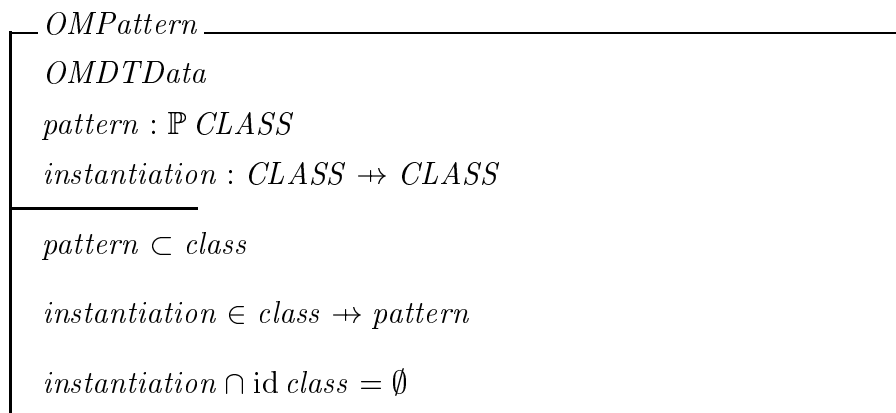 OMPattern
OMDTData
pattern : ℙ CLASS
instantiation : CLASS ⇸ CLASS
pattern ⊂ class
instantiation ∈ class ⇸ pattern
instantiation ∩ id class = ∅